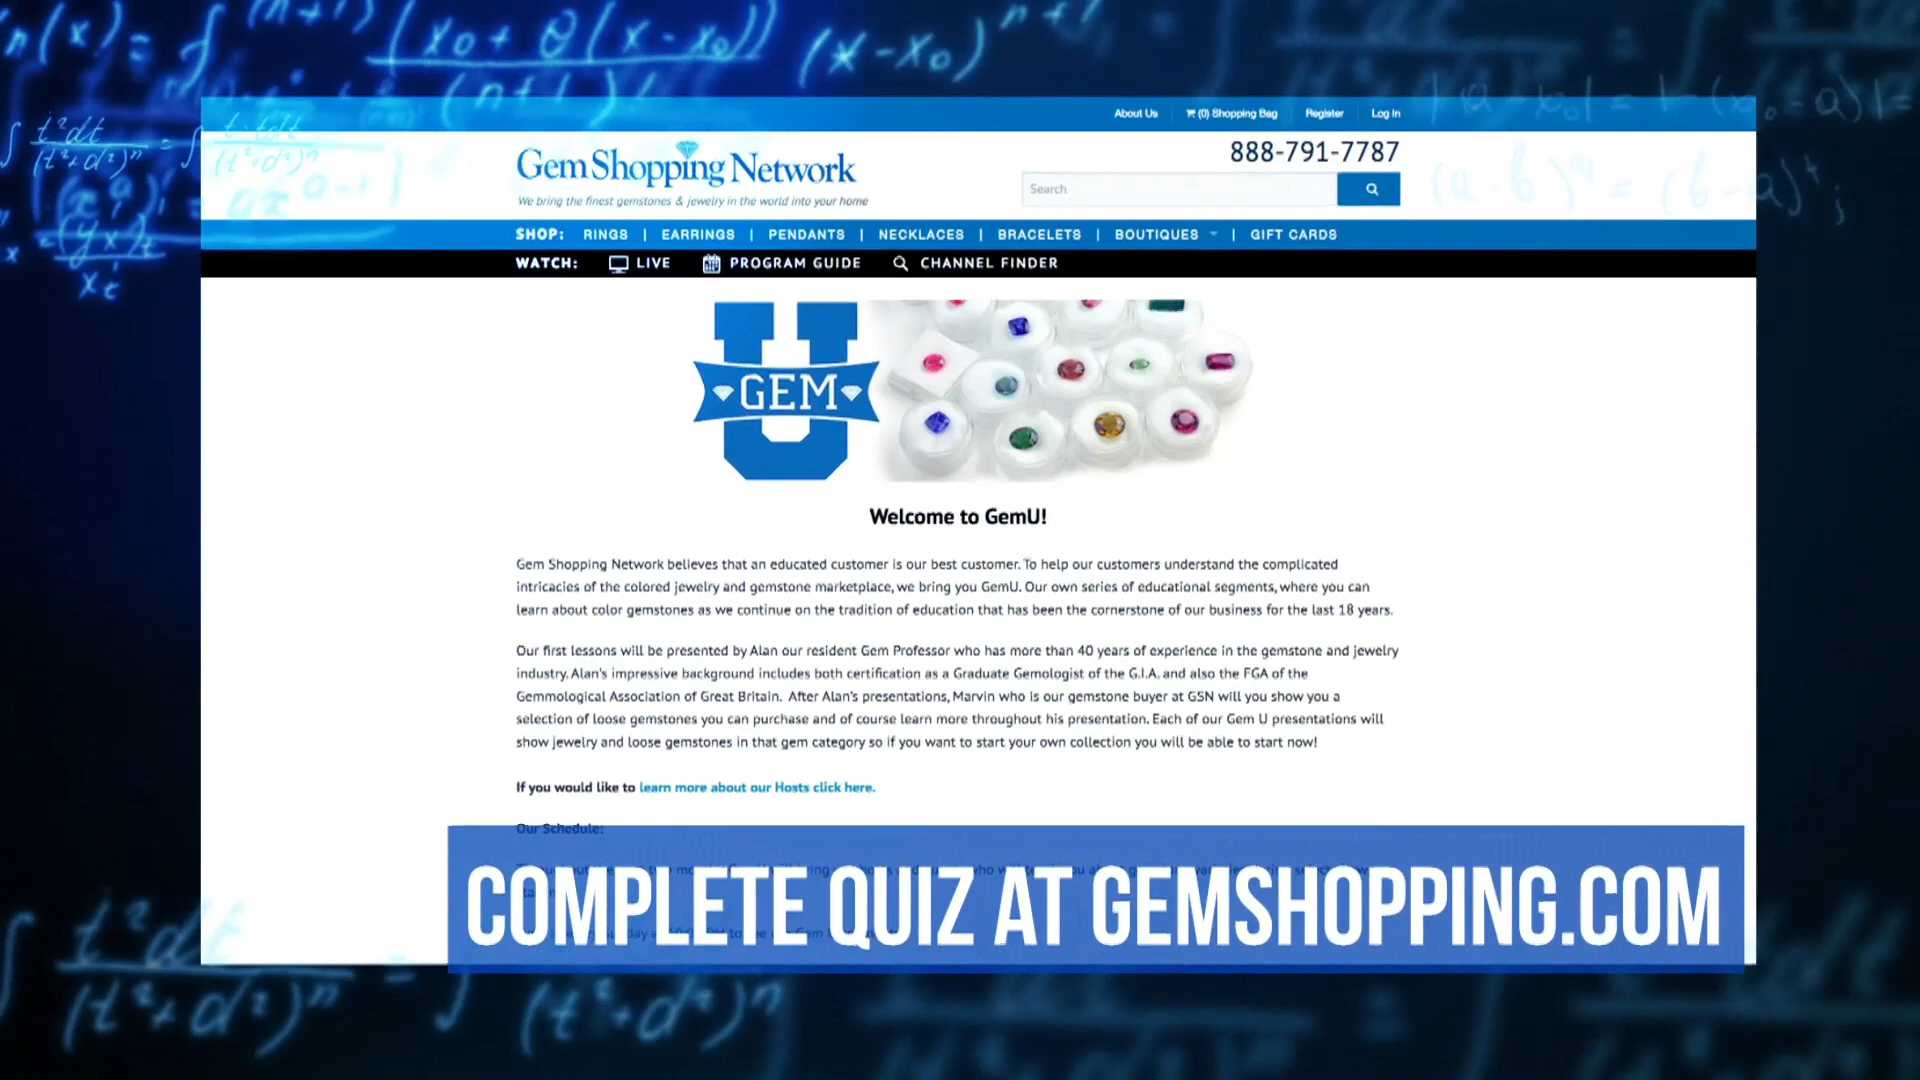 About Us (0) Shopping Bag Register Log In
Gem Shopping Network
We bring the finest gemstones & jewelry in the world into your home
888-791-7787
Search
SHOP: RINGS | EARRINGS | PENDANTS | NECKLACES | BRACELETS | BOUTIQUES | GIFT CARDS
WATCH: LIVE PROGRAM GUIDE CHANNEL FINDER
U
GEM
Welcome to GemU!
Gem Shopping Network believes that an educated customer is our best customer. To help our customers understand the complicated
intricacies of the colored jewelry and gemstone marketplace, we bring you GemU. Our own series of educational segments, where you can
learn about color gemstones as we continue on the tradition of education that has been the cornerstone of our business for the last 18 years.
Our first lessons will be presented by Alan our resident Gem Professor who has more than 40 years of experience in the gemstone and jewelry
industry. Alan's impressive background includes both certification as a Graduate Gemologist of the G.I.A. and also the FGA of the
Gemmological Association of Great Britain. After Alan's presentations, Marvin who is our gemstone buyer at GSN will you show you a
selection of loose gemstones you can purchase and of course learn more throughout his presentation. Each of our Gem U presentations will
show jewelry and loose gemstones in that gem category so if you want to start your own collection you will be able to start now!
If you would like to learn more about our Hosts click here.
Our Schedule:
COMPLETE QUIZ AT GEMSHOPPING.COM